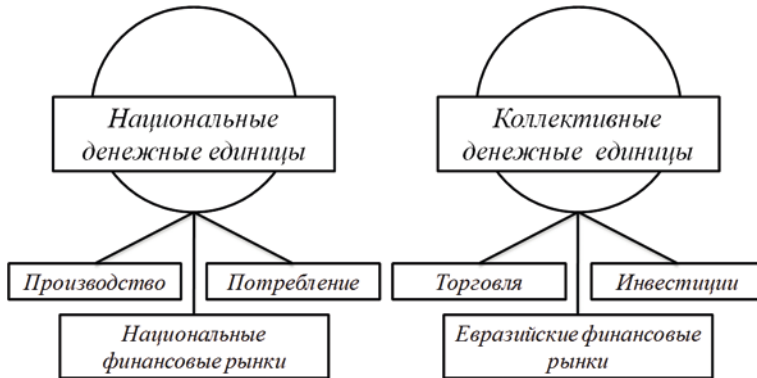 Национальные
денежные единицы
Коллективные
денежные единицы
Производство
Потребление
Национальные
финансовые рынки
Торговля
Инвестиции
Евразийские финансовые
рынки